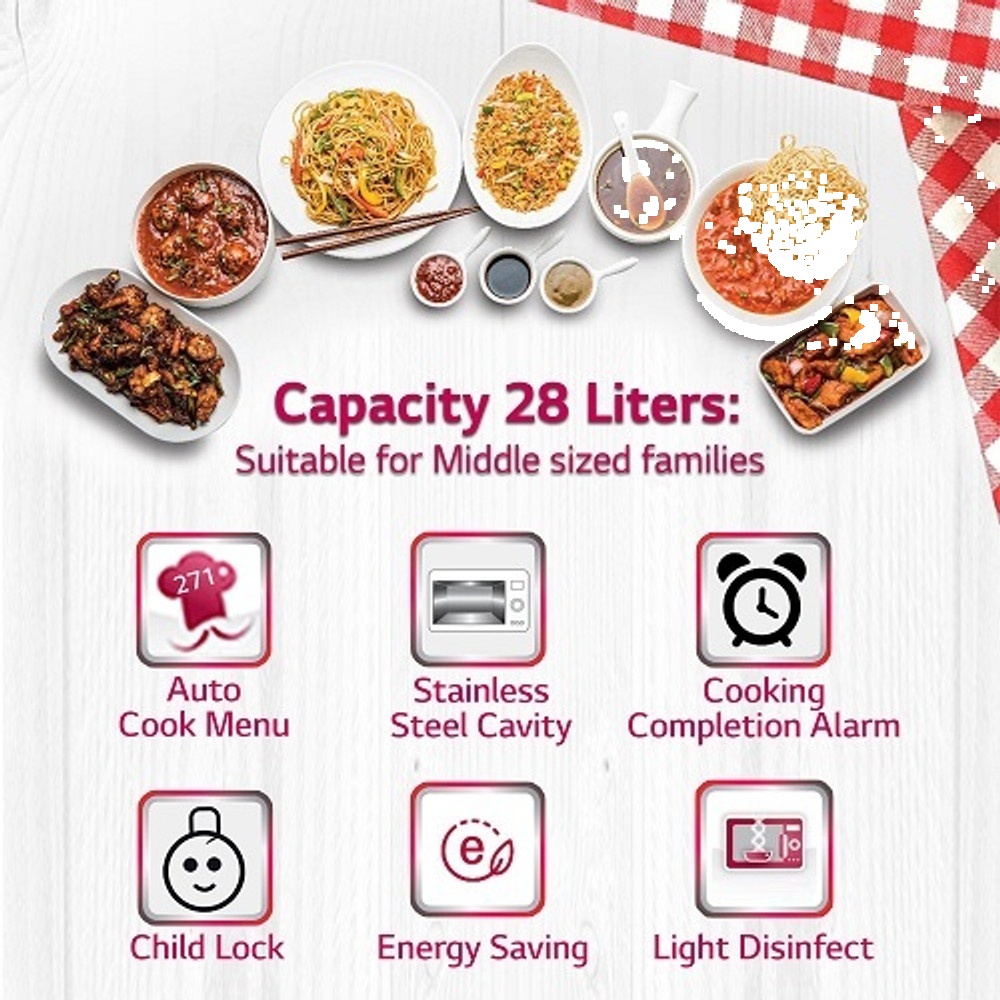 Capacity 28 Liters:
Suitable for Middle sized families
271
Auto
Cook Menu
Stainless
Steel Cavity
Cooking
Completion Alarm
e
Child Lock
Energy Saving
Light Disinfect